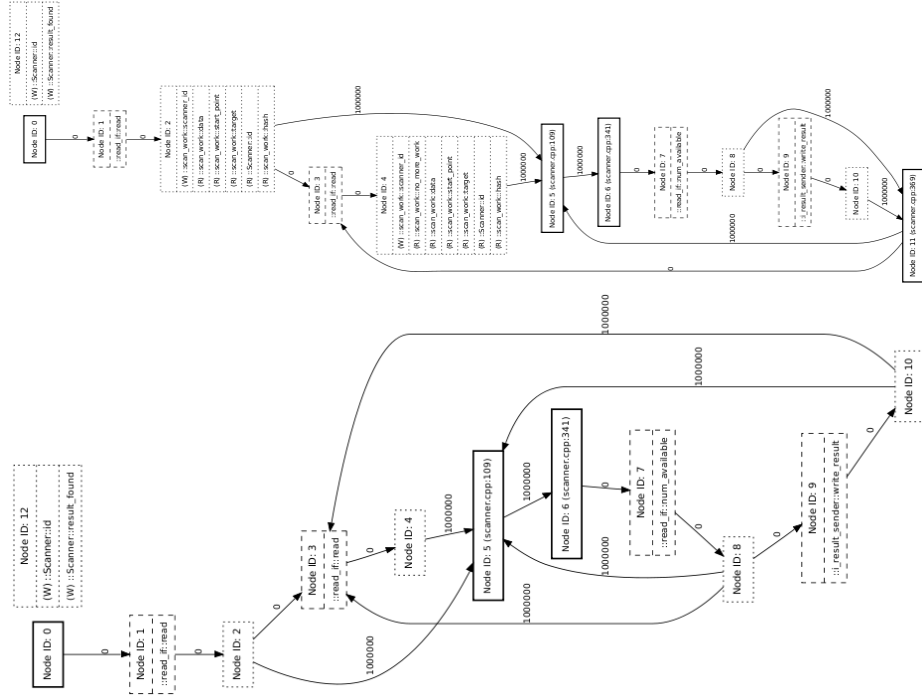 Node ID: 12
(W) ::Scanner::id
(W) ::Scanner::result_found
Node ID: 0
0
Node ID: 1
::read_if::read
0
Node ID: 2
(W) ::scan_work::scanner_id
(R) ::scan_work::data
(R) ::scan_work::start_point
(R) ::scan_work::target
(R) ::Scanner::id
(R) ::scan_work::hash
0
1000000
Node ID: 3
::read_if::read
0
Node ID: 4
(W) ::scan_work::scanner_id
(R) ::scan_work::no_more_work
(R) ::scan_work::data
(R) ::scan_work::start_point
(R) ::scan_work::target
(R) ::Scanner::id
(R) ::scan_work::hash
1000000
Node ID: 5 (scanner.cpp:109)
1000000
Node ID: 6 (scanner.cpp:341)
0
Node ID: 7
::read_if::num_available
0
Node ID: 8
0
1000000
Node ID: 9
::i_result_sender::write_result
0
Node ID: 10
1000000
Node ID: 11 (scanner.cpp:369)
1000000
0
Node ID: 12
(W) ::Scanner::id
(W) ::Scanner::result_found
Node ID: 0
0
Node ID: 1
::read_if::read
0
Node ID: 2
0
1000000
Node ID: 3
::read_if::read
0
Node ID: 4
1000000
Node ID: 5 (scanner.cpp:109)
1000000
Node ID: 6 (scanner.cpp:341)
0
Node ID: 7
::read_if::num_available
0
Node ID: 8
1000000
1000000
0
Node ID: 9
::i_result_sender::write_result
0
Node ID: 10
1000000
1000000